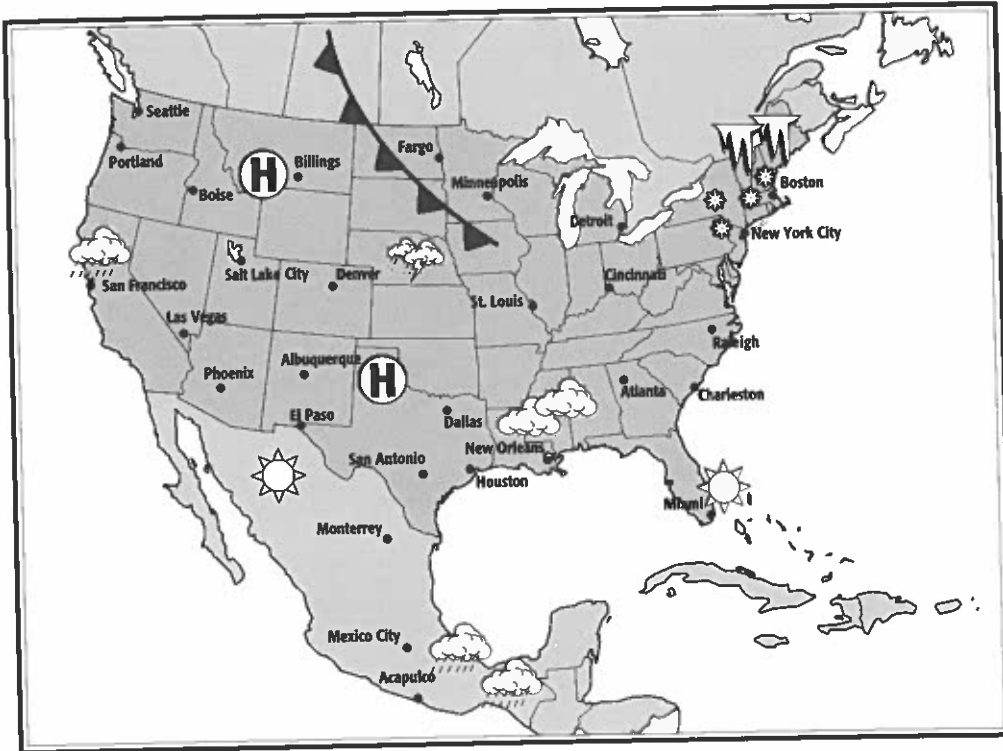 Seattle
Portland
H
Billings
Fargo
Minneapolis
Boise
Boston
Detroit
New York City
Salt Lake City
Denver
Cincinnati
San Francisco
St. Louis
Las Vegas
Raleigh
Albuquerque
Phoenix
H
Atlanta
Charleston
El Paso
Dallas
New Orleans
San Antonio
Houston
Miami
Monterrey
Mexico City
Acapulco